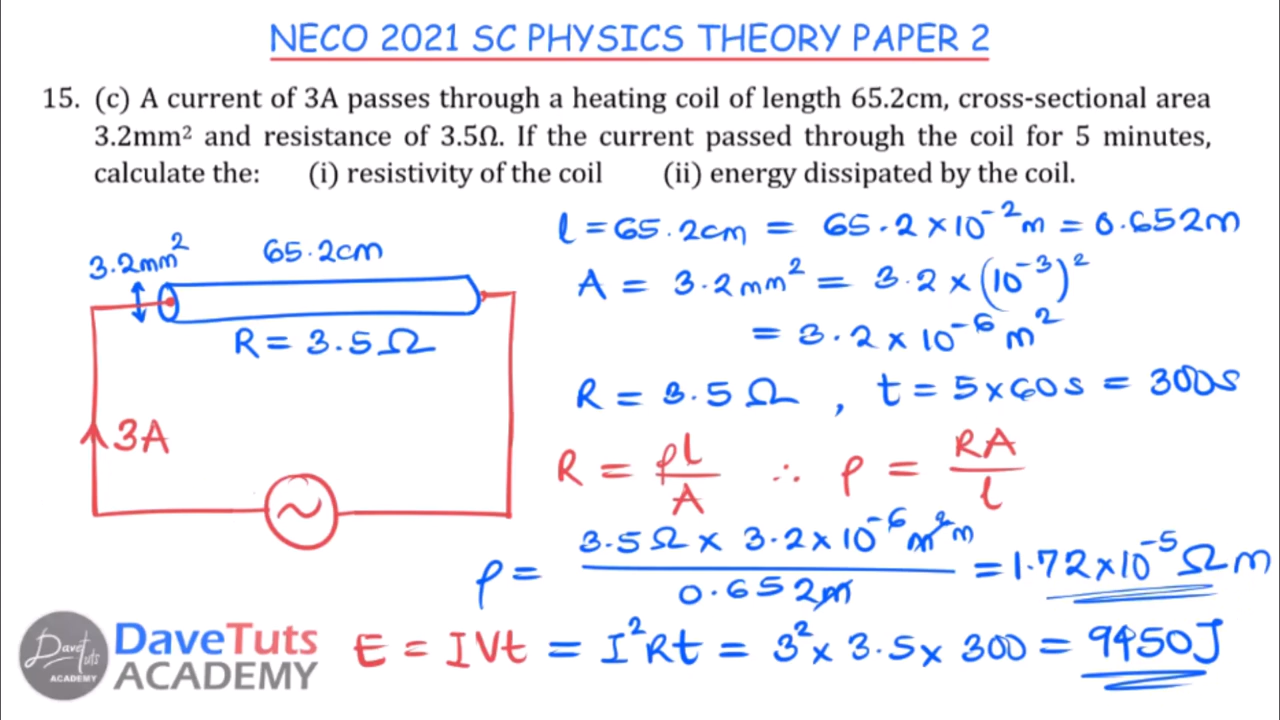 NECO 2021 SC PHYSICS THEORY PAPER 2
15. (c) A current of 3A passes through a heating coil of length 65.2cm, cross-sectional area
3.2mm² and resistance of 3.5Ω. If the current passed through the coil for 5 minutes,
calculate the: (i) resistivity of the coil (ii) energy dissipated by the coil.
3.2mm²
65.2cm
R = 3.5Ω
3A
l = 65.2cm = 65.2 × 10⁻²m = 0.652m
A = 3.2mm² = 3.2 × (10⁻³)²
= 3.2 × 10⁻⁶ m²
R = 3.5Ω , t = 5×60s = 300s
R = ρl/A ∴ ρ = RA/l
ρ = 3.5Ω × 3.2×10⁻⁶ m² m / 0.652m = 1.72×10⁻⁵ Ωm
E = IVt = I²Rt = 3² × 3.5 × 300 = 9450J
Dave Tuts ACADEMY
DaveTuts
ACADEMY